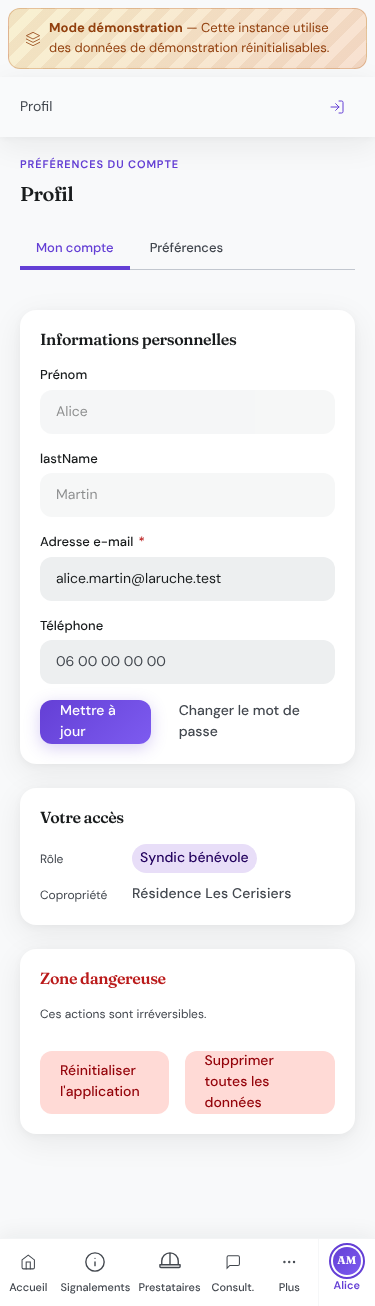 Mode démonstration — Cette instance utilise
des données de démonstration réinitialisables.
Profil
PRÉFÉRENCES DU COMPTE
Profil
Mon compte
Préférences
Informations personnelles
Prénom
Alice
lastName
Martin
Adresse e-mail *
alice.martin@laruche.test
Téléphone
06 00 00 00 00
Mettre à
jour
Changer le mot de
passe
Votre accès
Rôle
Syndic bénévole
Copropriété
Résidence Les Cerisiers
Zone dangereuse
Ces actions sont irréversibles.
Réinitialiser
l'application
Supprimer
toutes les
données
Accueil
Signalements
Prestataires
Consult.
Plus
AM
Alice